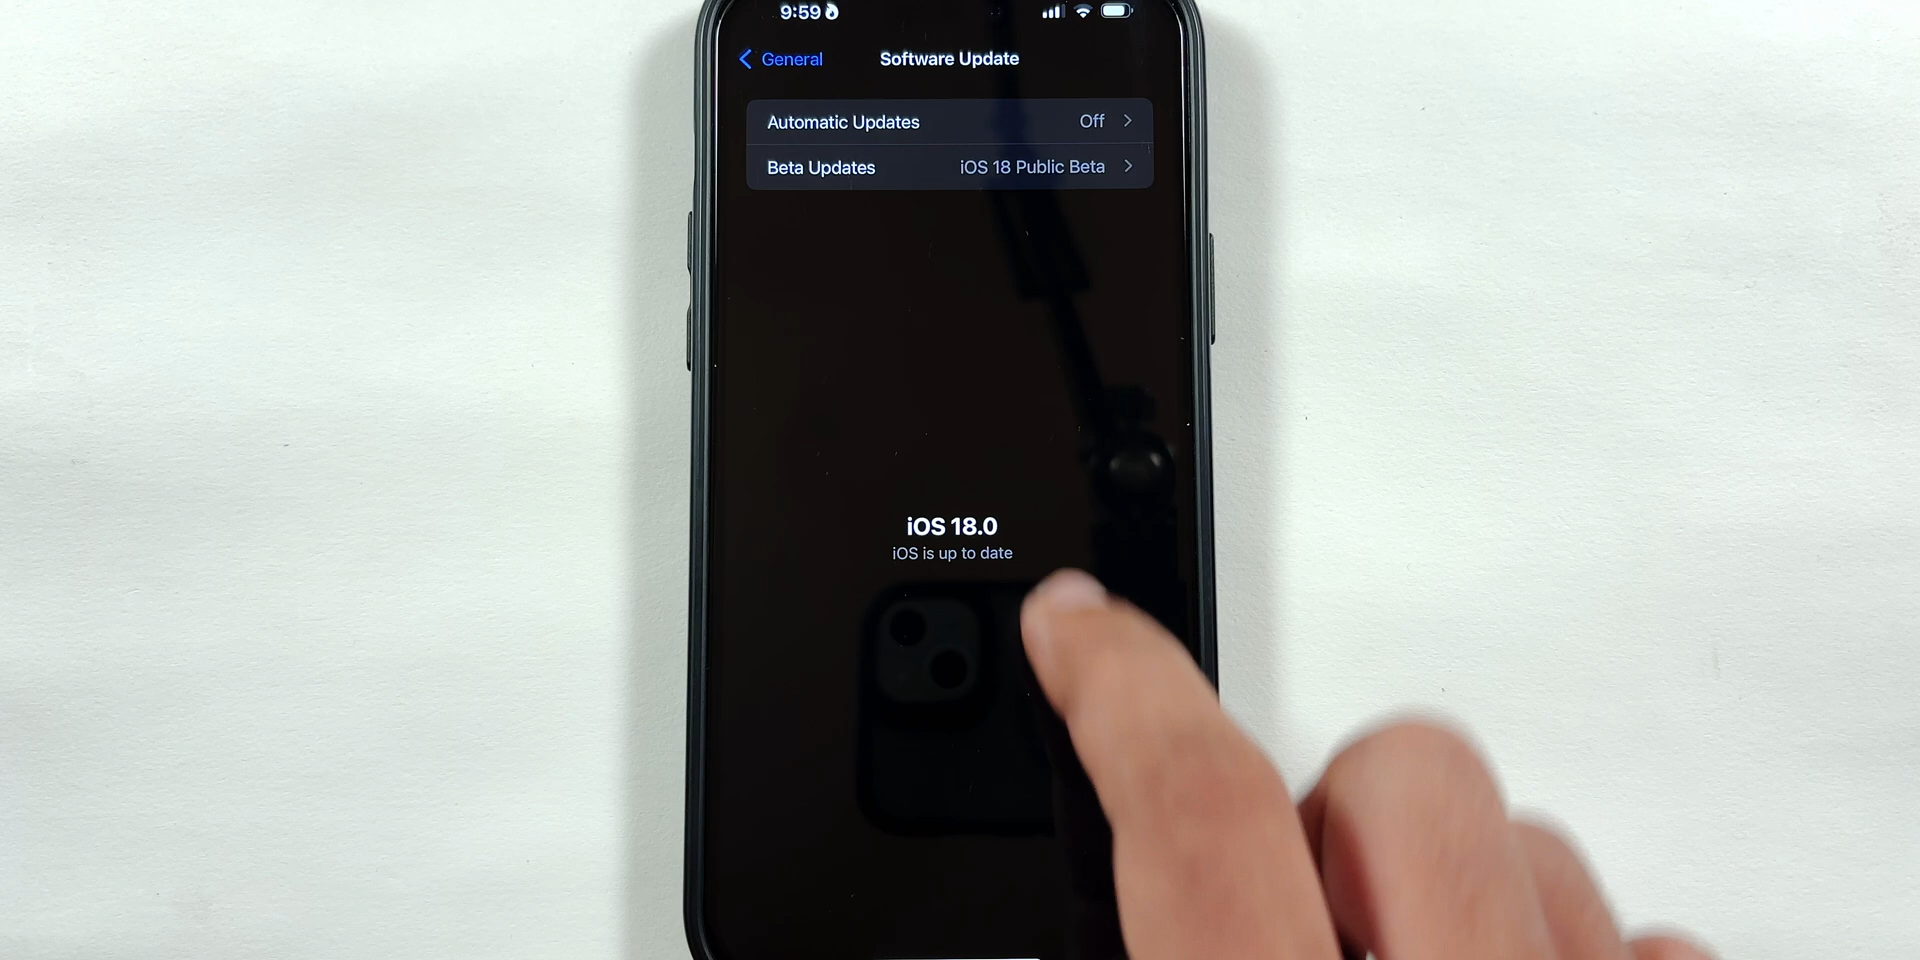 9:59
General
Software Update
Automatic Updates Off
Beta Updates iOS 18 Public Beta
iOS 18.0
iOS is up to date